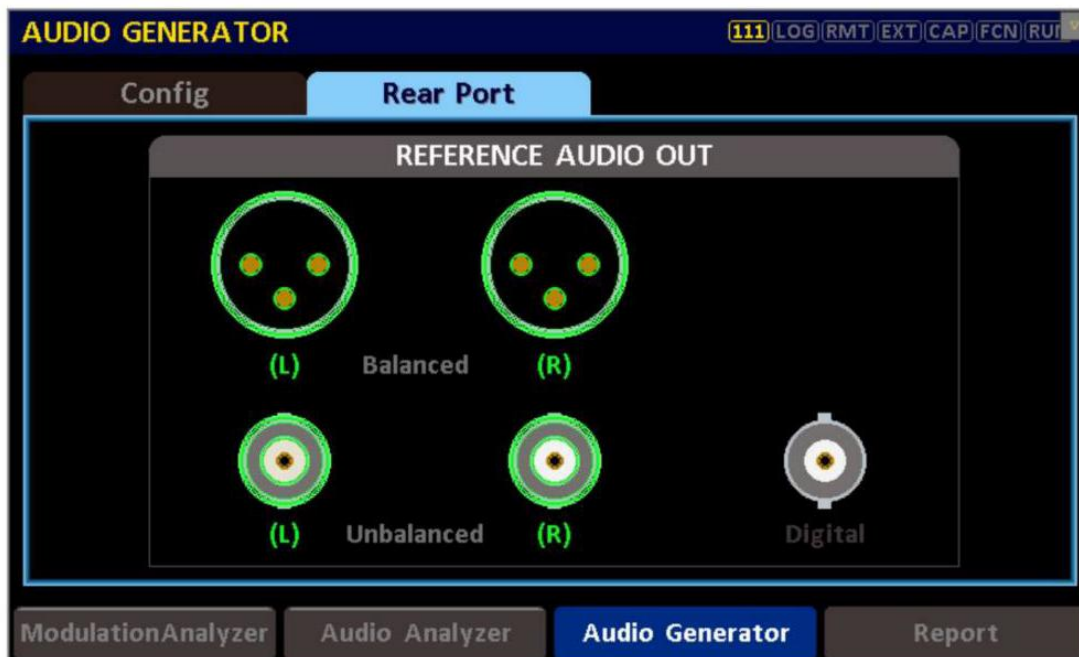 AUDIO GENERATOR 111 LOG RMT EXT CAP FCN
Config Rear Port
REFERENCE AUDIO OUT
(L) Balanced (R)
(L) Unbalanced (R) Digital
ModulationAnalyzer Audio Analyzer Audio Generator Report